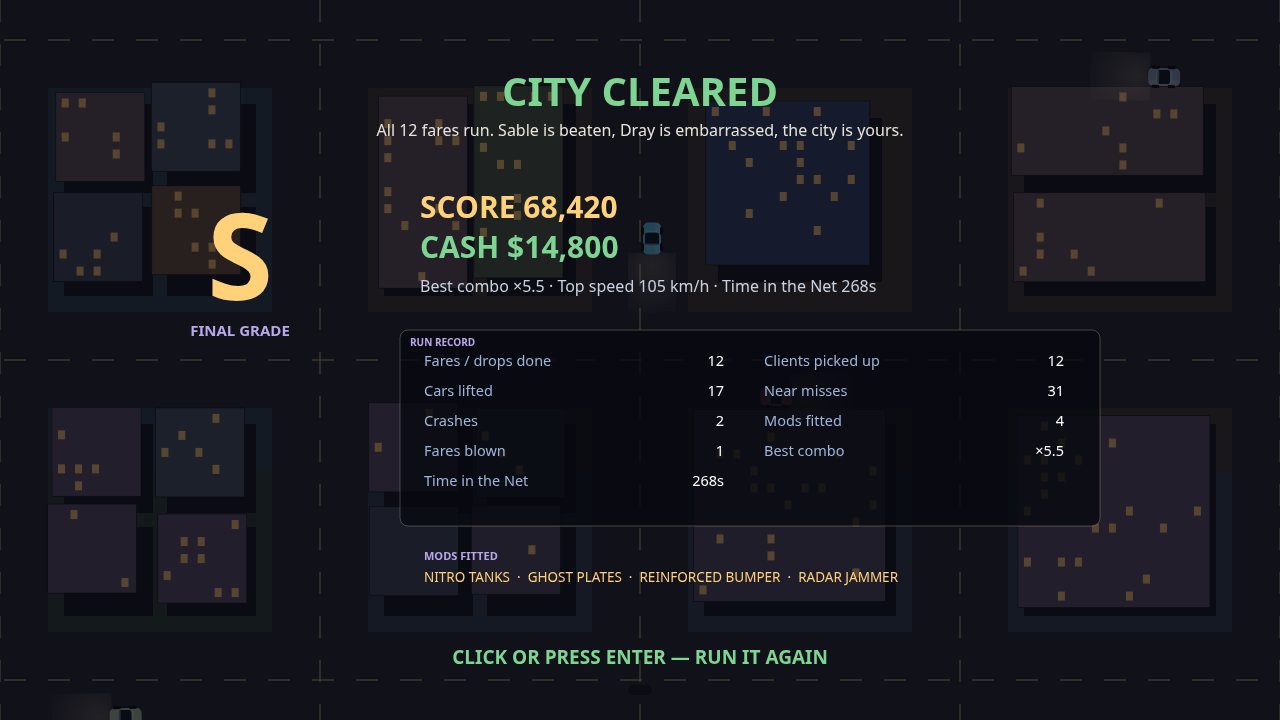 CITY CLEARED
All 12 fares run. Sable is beaten, Dray is embarrassed, the city is yours.
S
FINAL GRADE
SCORE 68,420
CASH $14,800
Best combo ×5.5 · Top speed 105 km/h · Time in the Net 268s
RUN RECORD
Fares / drops done 12 Clients picked up 12
Cars lifted 17 Near misses 31
Crashes 2 Mods fitted 4
Fares blown 1 Best combo ×5.5
Time in the Net 268s
MODS FITTED
NITRO TANKS · GHOST PLATES · REINFORCED BUMPER · RADAR JAMMER
CLICK OR PRESS ENTER — RUN IT AGAIN